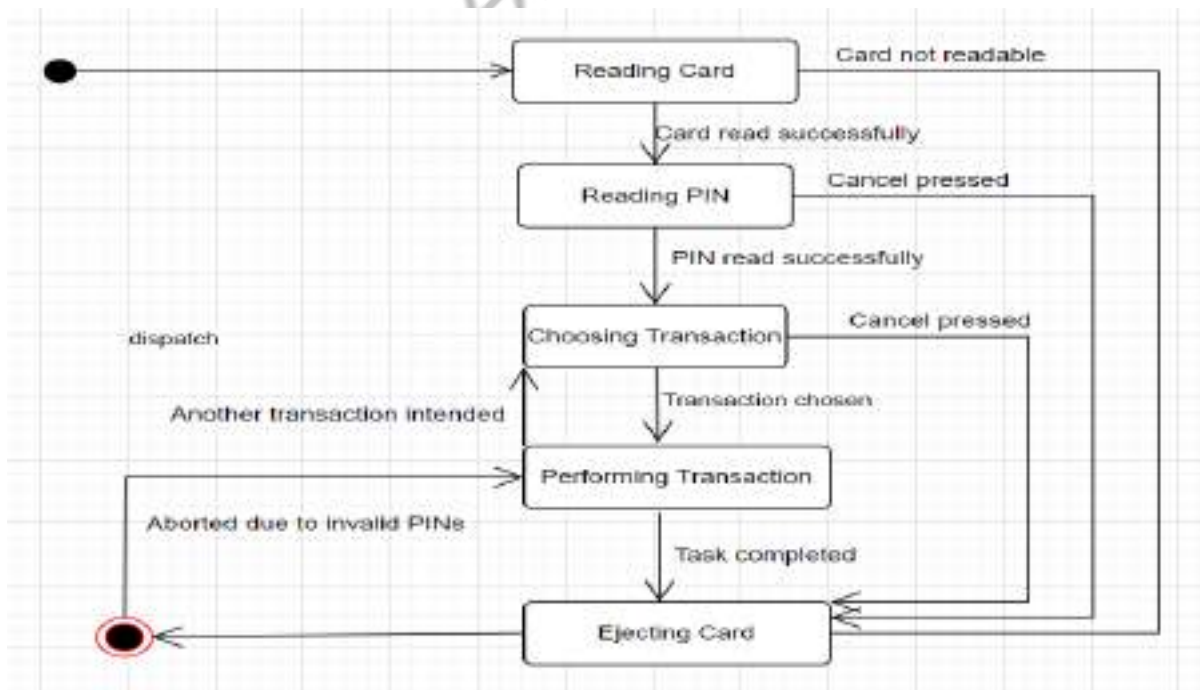 Reading Card
Card not readable
Card read successfully
Reading PIN
Cancel pressed
PIN read successfully
Choosing Transaction
Cancel pressed
dispatch
Transaction chosen
Another transaction intended
Performing Transaction
Aborted due to invalid PINs
Task completed
Ejecting Card